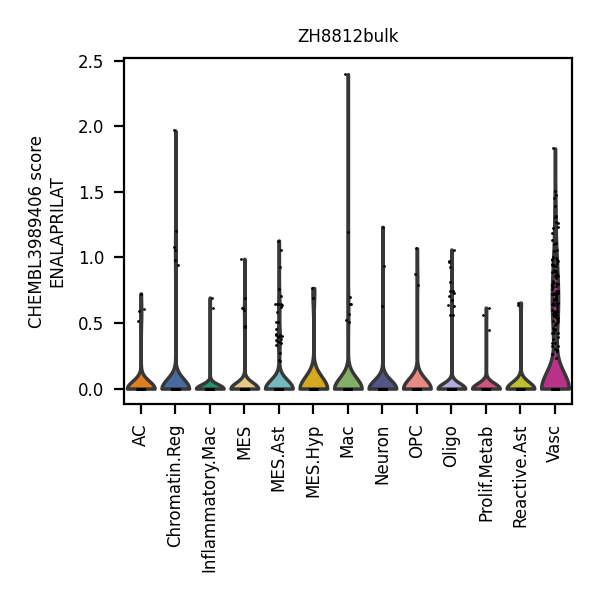 ZH8812bulk
CHEMBL3989406 score
ENALAPRILAT
2.5
2.0
1.5
1.0
0.5
0.0
AC
Chromatin.Reg
Inflammatory.Mac
MES
MES.Ast
MES.Hyp
Mac
Neuron
OPC
Oligo
Prolif.Metab
Reactive.Ast
Vasc